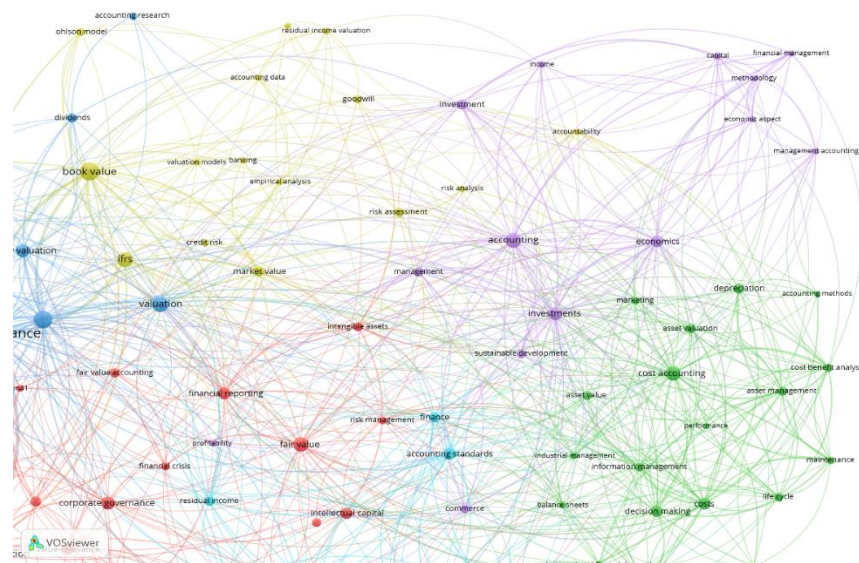 accounting research
ohlson model
residual income valuation
capital
financial management
income
accounting data
methodology
goodwill
investment
dividends
economic aspect
accountability
management accounting
valuation models
banking
book value
empirical analysis
risk analysis
risk assessment
credit risk
accounting
economics
valuation
ifrs
market value
management
depreciation
accounting methods
valuation
marketing
investments
intangible assets
asset valuation
ance
sustainable development
cost benefit analys
fair value accounting
cost accounting
financial reporting
asset value
asset management
risk management
finance
performance
profitability
fair value
accounting standards
industrial management
maintenance
financial crisis
information management
corporate governance
residual income
life cycle
intellectual capital
commerce
balance sheets
decision making
costs
VOSviewer